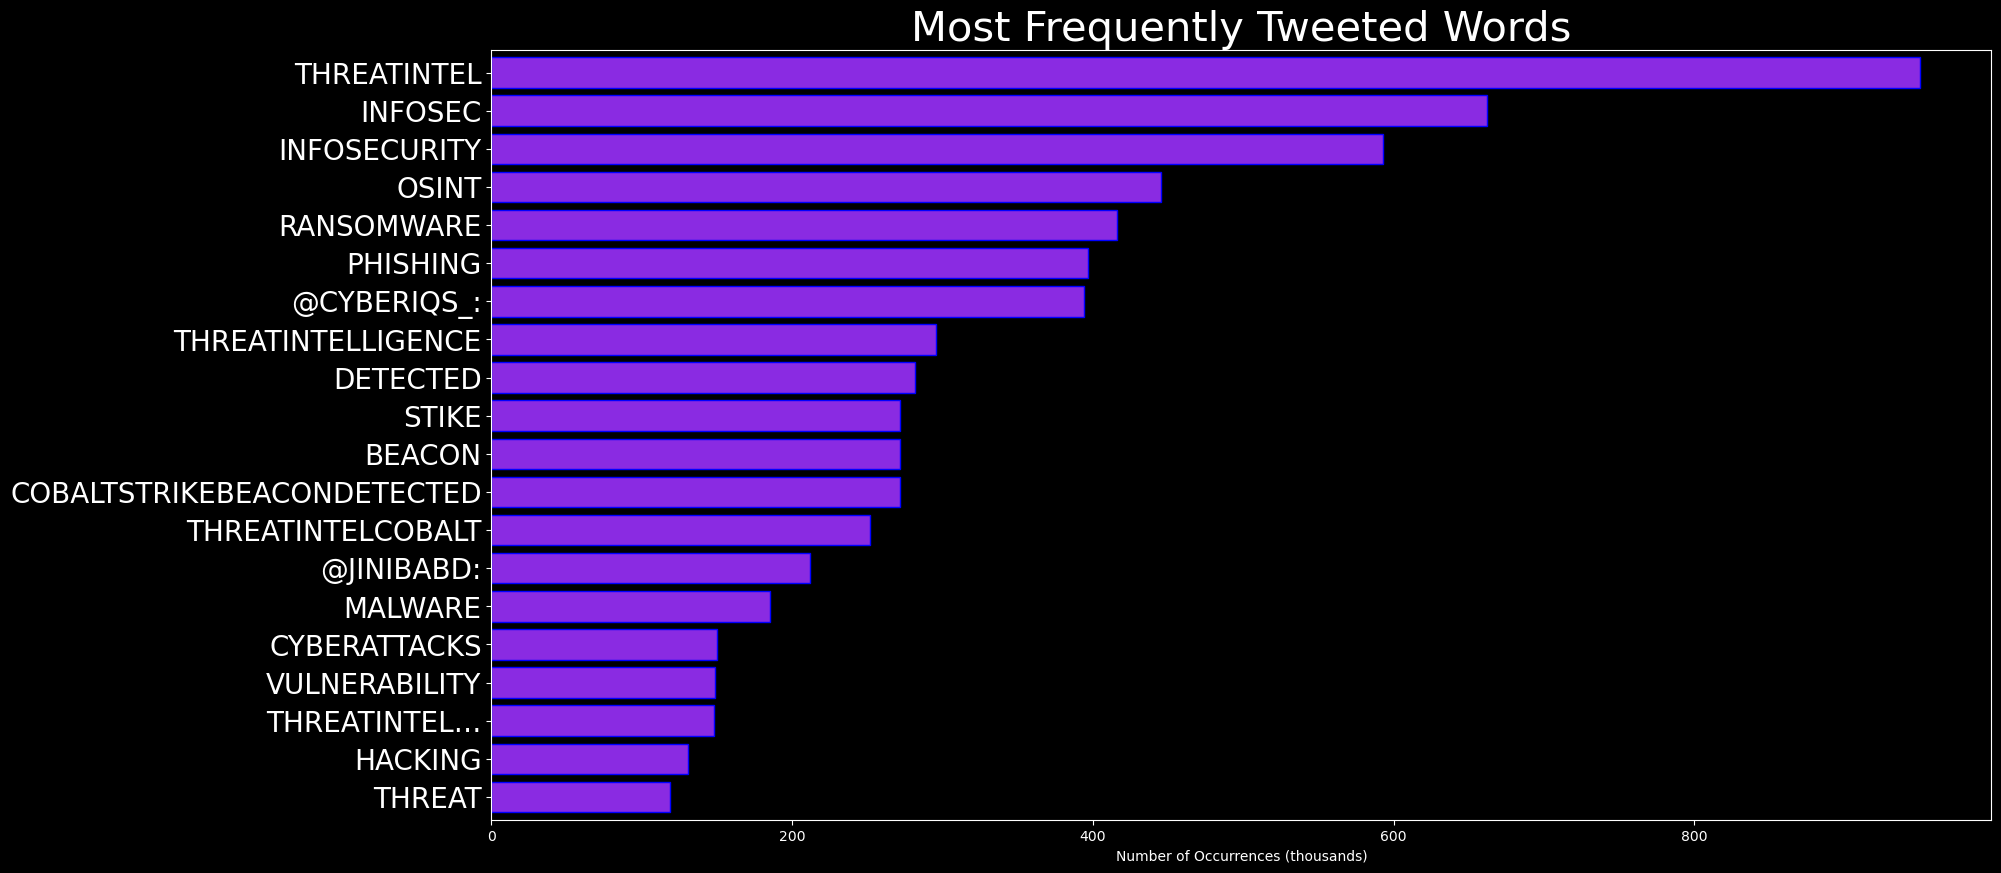 Most Frequently Tweeted Words
THREATINTEL
INFOSEC
INFOSECURITY
OSINT
RANSOMWARE
PHISHING
@CYBERIQS_:
THREATINTELLIGENCE
DETECTED
STIKE
BEACON
COBALTSTRIKEBEACONDETECTED
THREATINTELCOBALT
@JINIBABD:
MALWARE
CYBERATTACKS
VULNERABILITY
THREATINTEL…
HACKING
THREAT
0 200 400 600 800
Number of Occurrences (thousands)